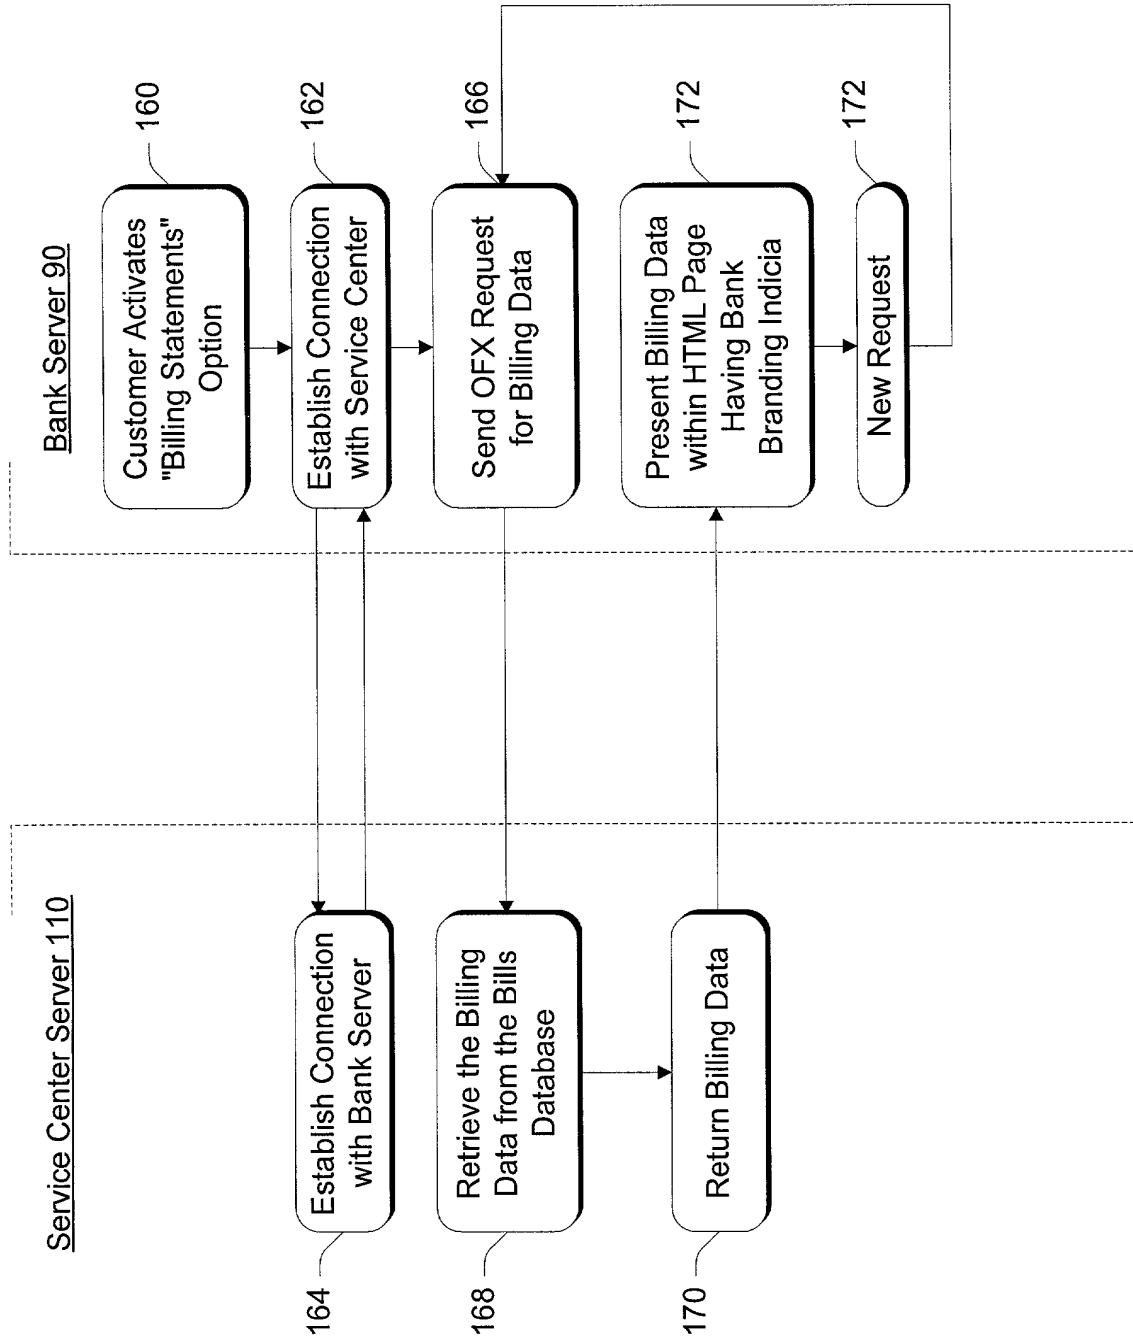 Service Center Server 110
Bank Server 90
Customer Activates
"Billing Statements"
Option
160
164
Establish Connection
with Bank Server
Establish Connection
with Service Center
162
168
Retrieve the Billing
Data from the Bills
Database
Send OFX Request
for Billing Data
166
170
Return Billing Data
Present Billing Data
within HTML Page
Having Bank
Branding Indicia
172
New Request
172